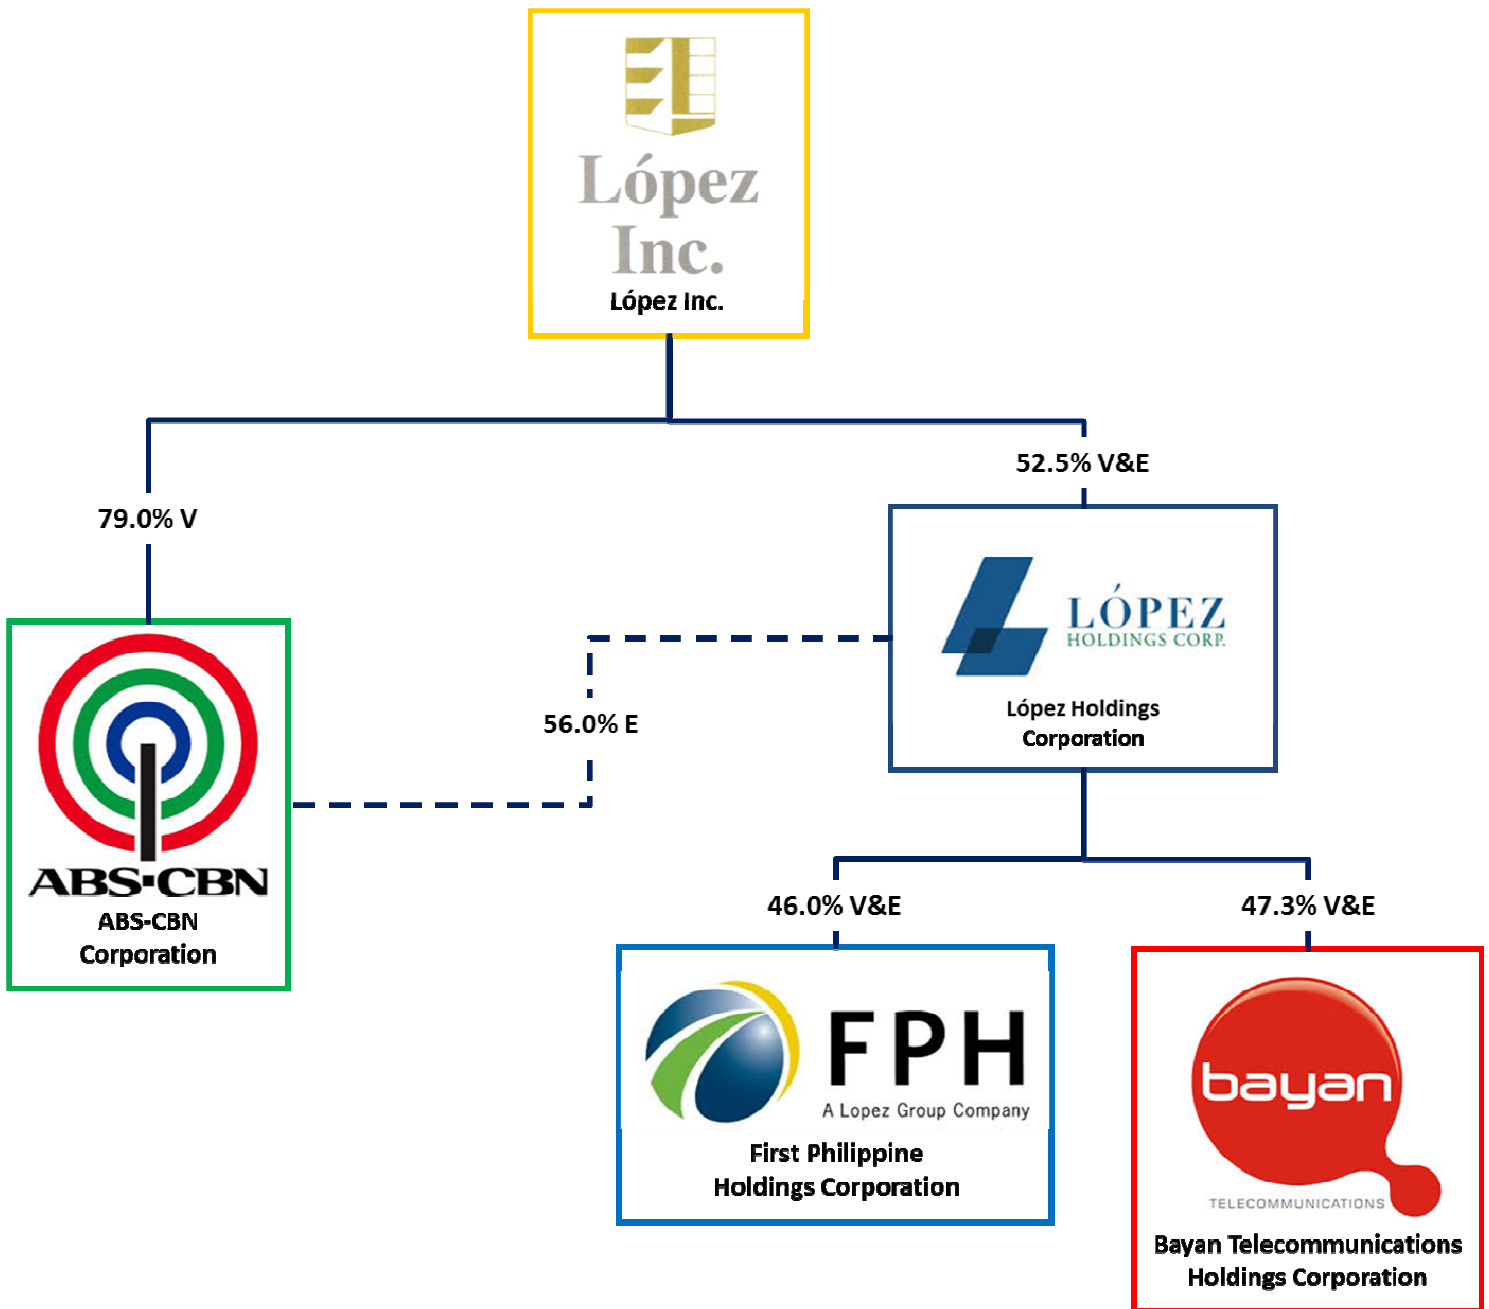 López
Inc.
López Inc.
52.5% V&E
79.0% V
LÓPEZ
HOLDINGS CORP.
López Holdings
Corporation
56.0% E
ABS-CBN
ABS-CBN
Corporation
46.0% V&E
47.3% V&E
FPH
A Lopez Group Company
First Philippine
Holdings Corporation
bayan
TELECOMMUNICATIONS
Bayan Telecommunications
Holdings Corporation